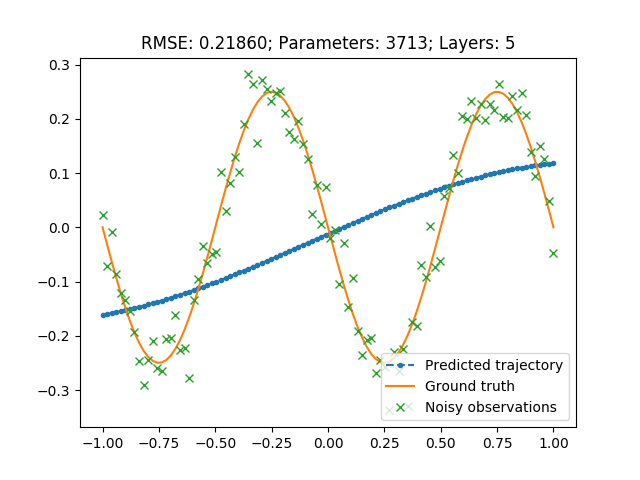 RMSE: 0.21860; Parameters: 3713; Layers: 5
0.3
0.2
0.1
0.0
−0.1
−0.2
−0.3
Predicted trajectory
Ground truth
Noisy observations
−1.00 −0.75 −0.50 −0.25 0.00 0.25 0.50 0.75 1.00